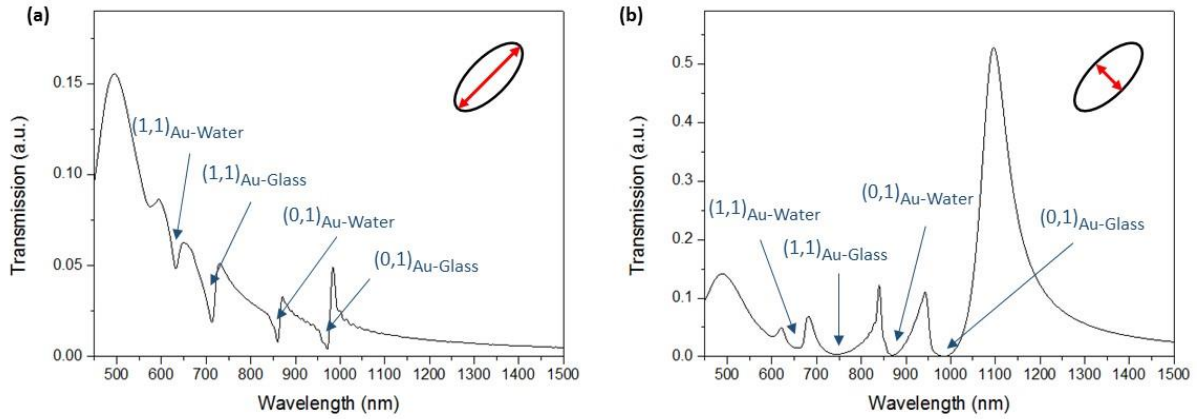 (a)
Transmission (a.u.)
0.15
0.10
0.05
0.00
(1,1)Au-Water
(1,1)Au-Glass
(0,1)Au-Water
(0,1)Au-Glass
500 600 700 800 900 1000 1100 1200 1300 1400 1500
Wavelength (nm)
(b)
Transmission (a.u.)
0.5
0.4
0.3
0.2
0.1
0.0
(1,1)Au-Water
(1,1)Au-Glass
(0,1)Au-Water
(0,1)Au-Glass
500 600 700 800 900 1000 1100 1200 1300 1400 1500
Wavelength (nm)